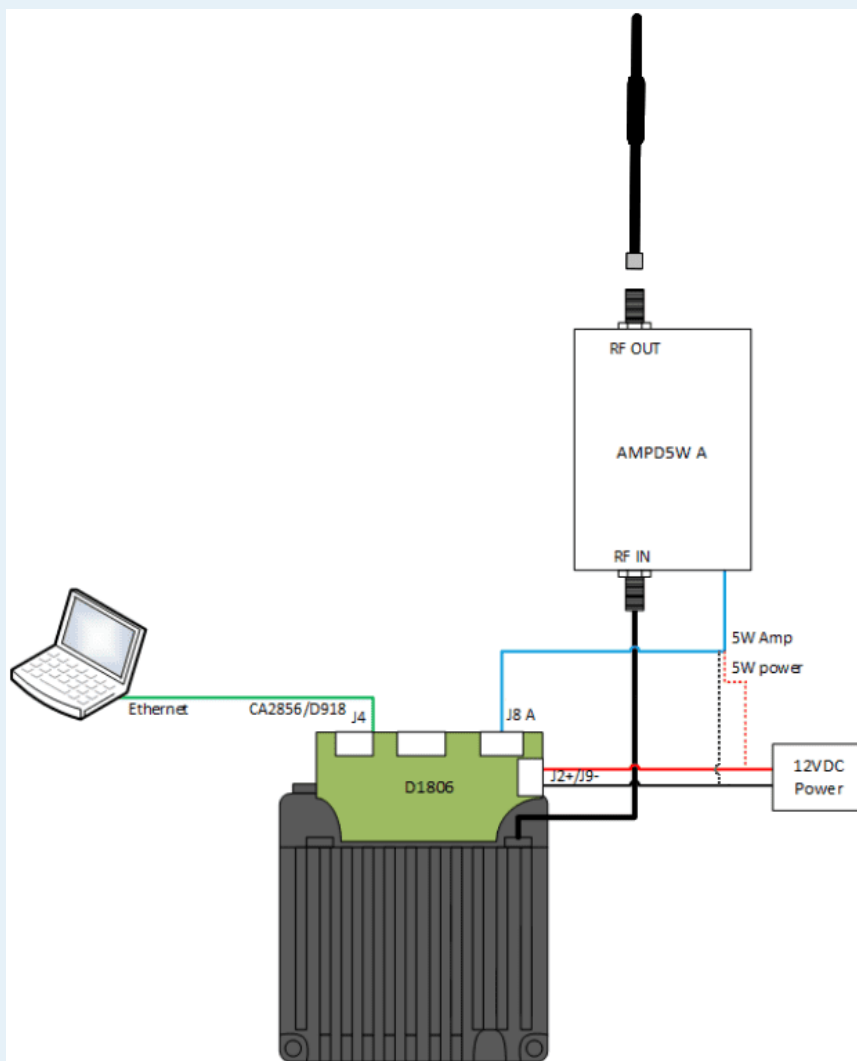 RF OUT
AMPD5W A
RF IN
5W Amp
5W power
Ethernet
CA2856/D918
J4
J8 A
D1806
J2+/J9-
12VDC
Power